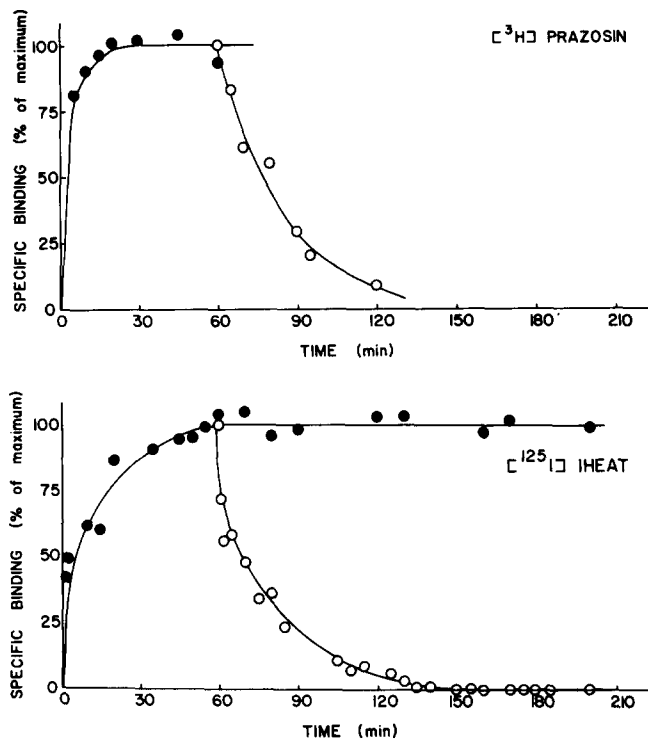 [³H] PRAZOSIN
SPECIFIC BINDING (% of maximum)
100
75
50
25
0
0 30 60 90 120 150 180' 210
TIME (min)
[¹²⁵I] IHEAT
SPECIFIC BINDING (% of maximum)
100
75
50
25
0
0 30 60 90 120 150 180 210
TIME (min)